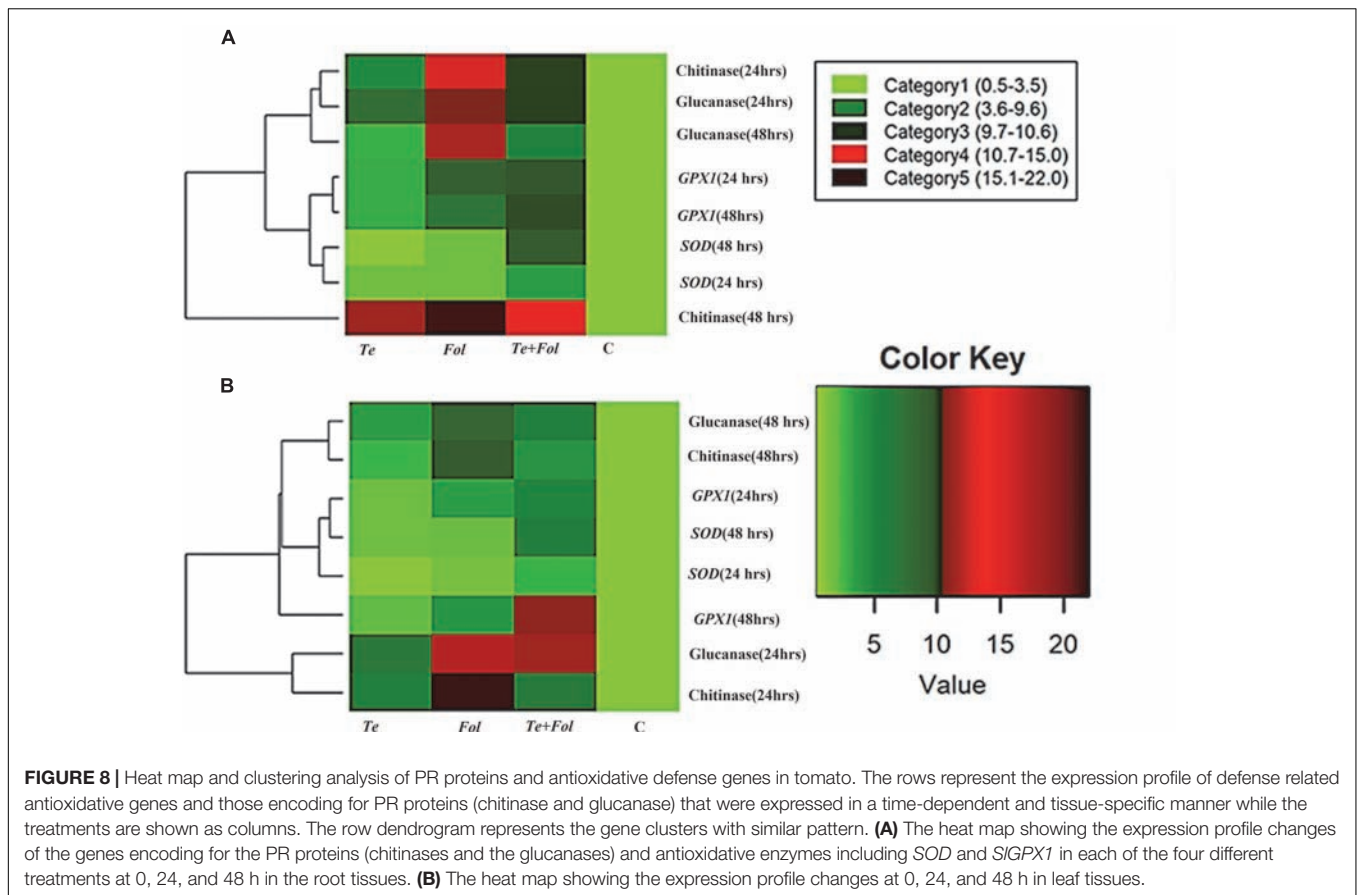 A
Chitinase(24hrs)
Glucanase(24hrs)
Glucanase(48hrs)
GPX1(24 hrs)
GPX1(48hrs)
SOD(48 hrs)
SOD(24 hrs)
Chitinase(48 hrs)
Te Fol Te+Fol C
Category1 (0.5-3.5)
Category2 (3.6-9.6)
Category3 (9.7-10.6)
Category4 (10.7-15.0)
Category5 (15.1-22.0)
B
Glucanase(48 hrs)
Chitinase(48hrs)
GPX1(24hrs)
SOD(48 hrs)
SOD(24 hrs)
GPX1(48hrs)
Glucanase(24hrs)
Chitinase(24hrs)
Te Fol Te+Fol C
Color Key
5 10 15 20
Value
FIGURE 8 | Heat map and clustering analysis of PR proteins and antioxidative defense genes in tomato. The rows represent the expression profile of defense related
antioxidative genes and those encoding for PR proteins (chitinase and glucanase) that were expressed in a time-dependent and tissue-specific manner while the
treatments are shown as columns. The row dendrogram represents the gene clusters with similar pattern. (A) The heat map showing the expression profile changes
of the genes encoding for the PR proteins (chitinases and the glucanases) and antioxidative enzymes including SOD and SlGPX1 in each of the four different
treatments at 0, 24, and 48 h in the root tissues. (B) The heat map showing the expression profile changes at 0, 24, and 48 h in leaf tissues.